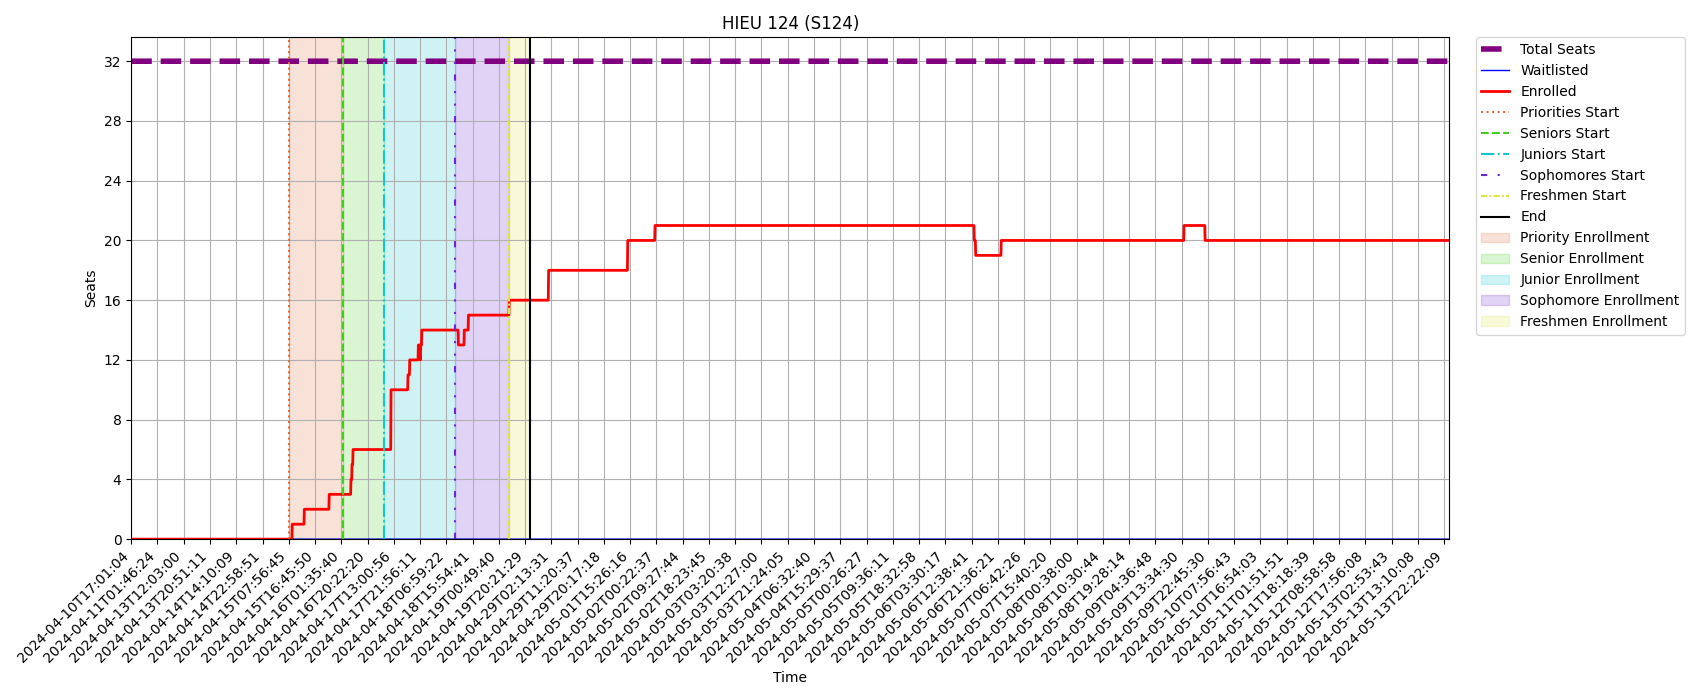 HIEU 124 (S124)
Seats
32
28
24
20
16
12
8
4
0
2024-04-10T17:01:04
2024-04-11T01:46:24
2024-04-13T12:03:00
2024-04-13T20:51:11
2024-04-14T14:10:09
2024-04-14T22:58:51
2024-04-15T07:56:45
2024-04-15T16:45:50
2024-04-16T01:35:40
2024-04-16T20:22:20
2024-04-17T13:00:56
2024-04-17T21:56:11
2024-04-18T06:59:22
2024-04-18T15:54:41
2024-04-19T00:49:40
2024-04-19T20:21:29
2024-04-29T02:13:31
2024-04-29T11:20:37
2024-04-29T20:17:18
2024-05-01T15:26:16
2024-05-02T00:22:37
2024-05-02T09:27:44
2024-05-02T18:23:45
2024-05-03T03:20:38
2024-05-03T12:27:00
2024-05-03T21:24:05
2024-05-04T06:32:40
2024-05-04T15:29:37
2024-05-05T00:26:27
2024-05-05T09:36:11
2024-05-05T18:32:58
2024-05-06T03:30:17
2024-05-06T12:38:41
2024-05-06T21:36:21
2024-05-07T06:42:26
2024-05-07T15:40:20
2024-05-08T00:38:00
2024-05-08T10:30:44
2024-05-08T19:28:14
2024-05-09T04:36:48
2024-05-09T13:34:30
2024-05-09T22:45:30
2024-05-10T07:56:43
2024-05-10T16:54:03
2024-05-11T01:51:51
2024-05-11T18:18:39
2024-05-12T08:58:58
2024-05-12T17:56:08
2024-05-13T02:53:43
2024-05-13T13:10:08
2024-05-13T22:22:09
Time
Total Seats
Waitlisted
Enrolled
Priorities Start
Seniors Start
Juniors Start
Sophomores Start
Freshmen Start
End
Priority Enrollment
Senior Enrollment
Junior Enrollment
Sophomore Enrollment
Freshmen Enrollment